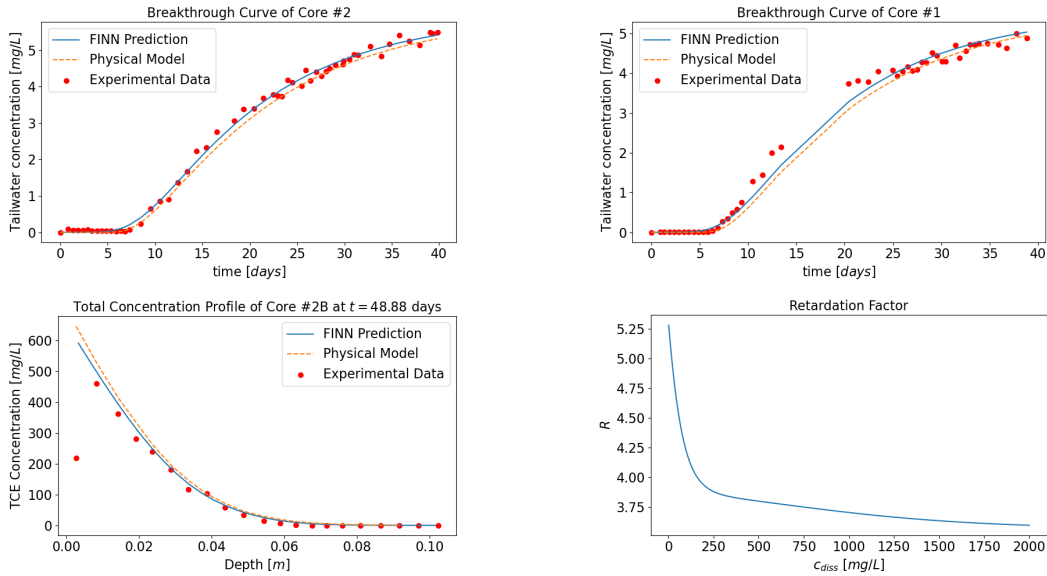 Breakthrough Curve of Core #2
Tailwater concentration [mg/L]
5
4
3
2
1
0
FINN Prediction
Physical Model
Experimental Data
0 5 10 15 20 25 30 35 40
time [days]
Breakthrough Curve of Core #1
Tailwater concentration [mg/L]
5
4
3
2
1
0
FINN Prediction
Physical Model
Experimental Data
0 5 10 15 20 25 30 35 40
time [days]
Total Concentration Profile of Core #2B at t = 48.88 days
TCE Concentration [mg/L]
600
500
400
300
200
100
0
FINN Prediction
Physical Model
Experimental Data
0.00 0.02 0.04 0.06 0.08 0.10
Depth [m]
Retardation Factor
R
5.25
5.00
4.75
4.50
4.25
4.00
3.75
0 250 500 750 1000 1250 1500 1750 2000
c_diss [mg/L]